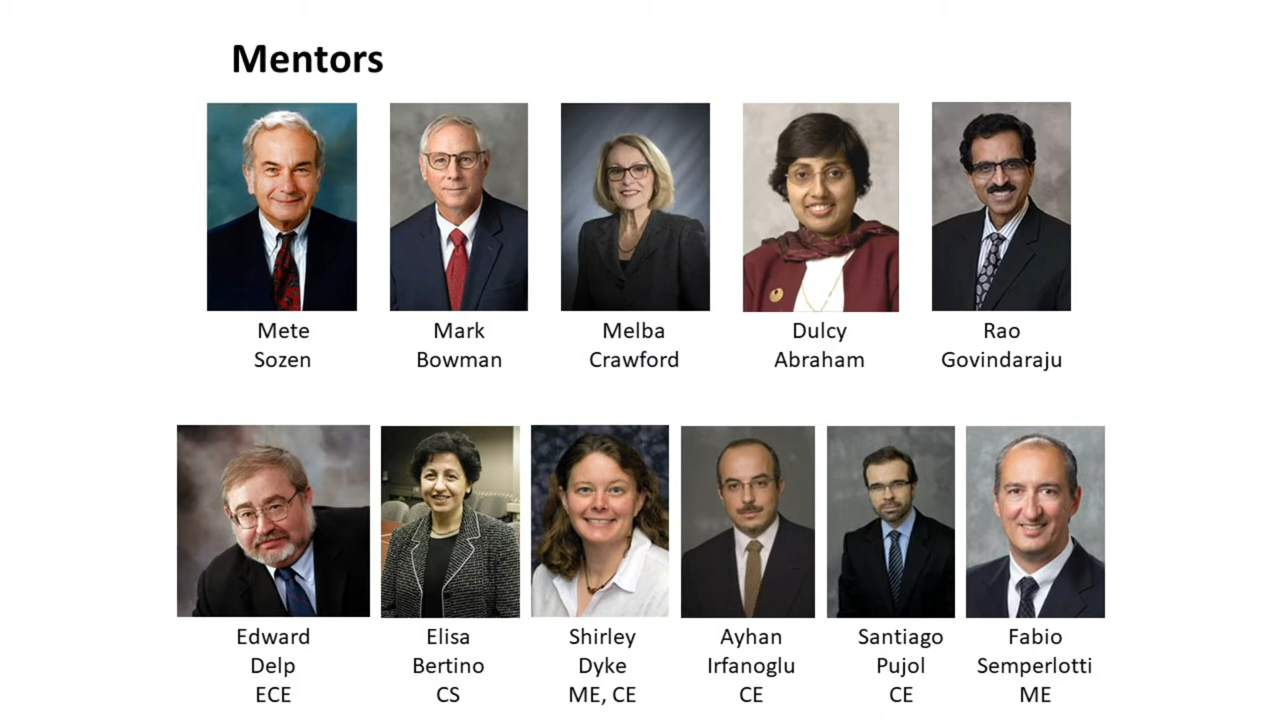 Mentors
Mete
Sozen
Mark
Bowman
Melba
Crawford
Dulcy
Abraham
Rao
Govindaraju
Edward
Delp
ECE
Elisa
Bertino
CS
Shirley
Dyke
ME, CE
Ayhan
Irfanoglu
CE
Santiago
Pujol
CE
Fabio
Semperlotti
ME